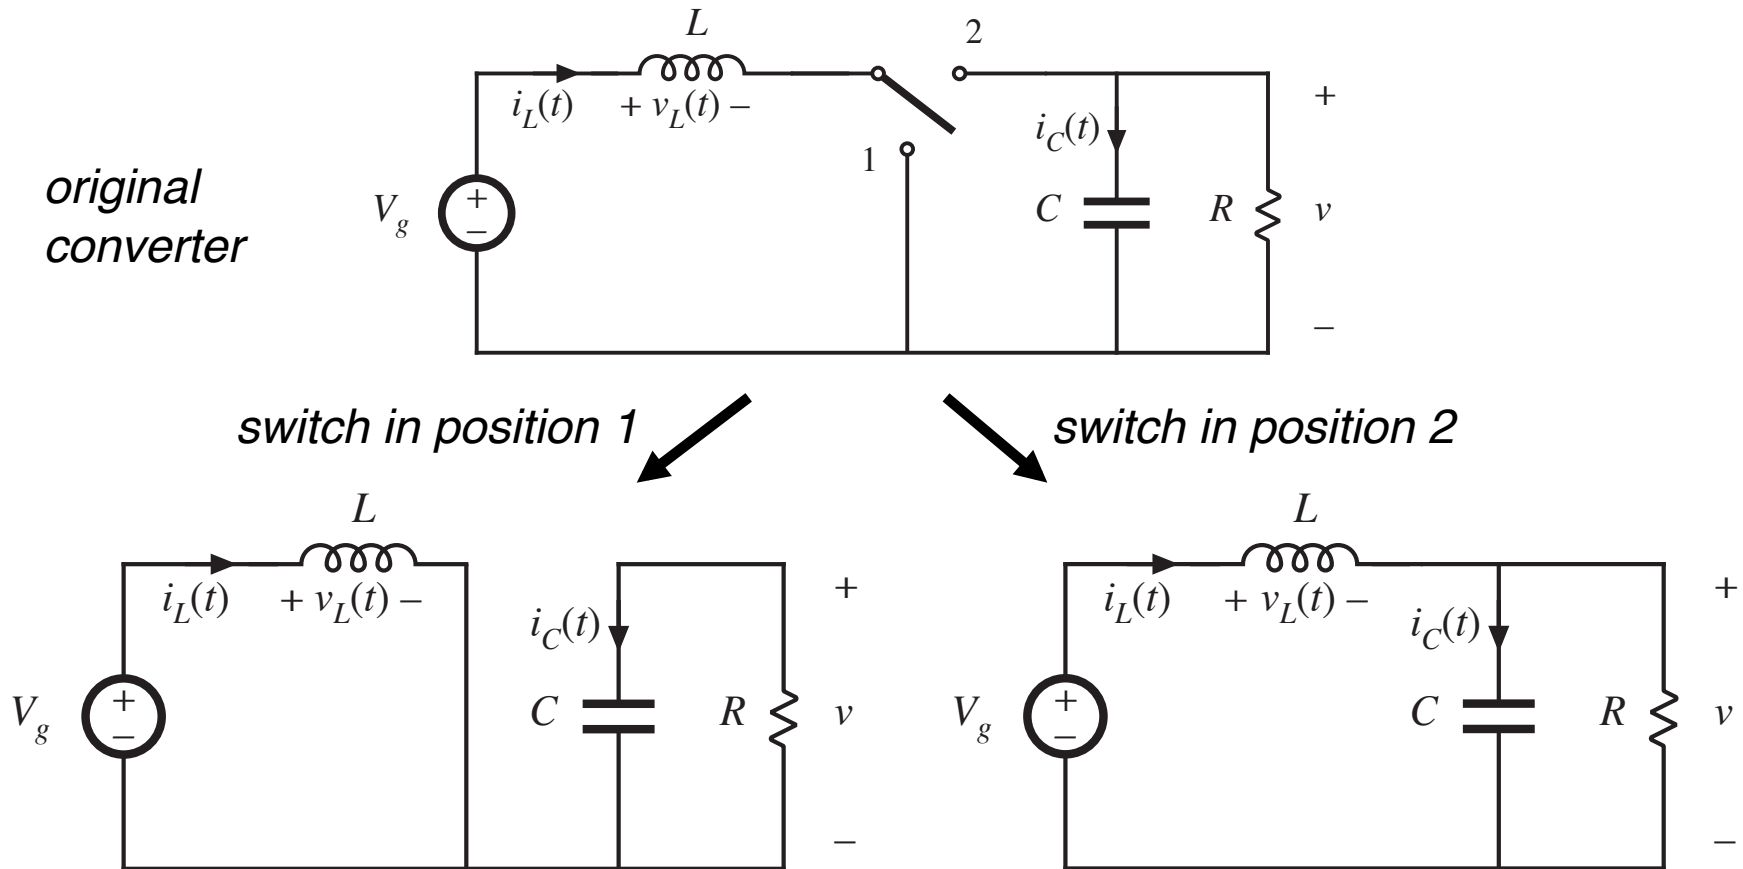 L
2
i_L(t)
+ v_L(t) –
+
i_C(t)
1
original
converter
V_g
+
–
C
R
v
–
switch in position 1
switch in position 2
L
i_L(t)
+ v_L(t) –
i_C(t)
+
V_g
+
–
C
R
v
–
L
i_L(t)
+ v_L(t) –
i_C(t)
+
V_g
+
–
C
R
v
–